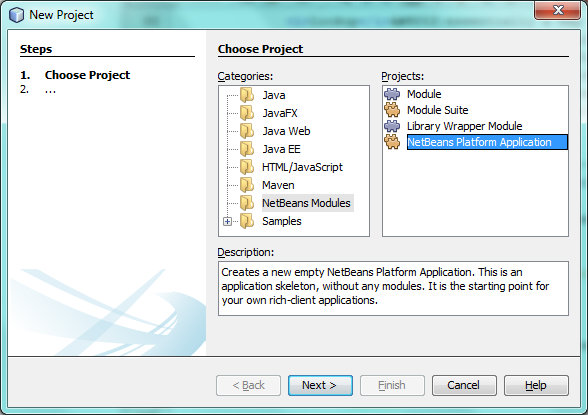 New Project
Steps
1. Choose Project
2. ...
Choose Project
Categories:
Java
JavaFX
Java Web
Java EE
HTML/JavaScript
Maven
NetBeans Modules
Samples
Projects:
Module
Module Suite
Library Wrapper Module
NetBeans Platform Application
Description:
Creates a new empty NetBeans Platform Application. This is an
application skeleton, without any modules. It is the starting point for
your own rich-client applications.
< Back
Next >
Finish
Cancel
Help